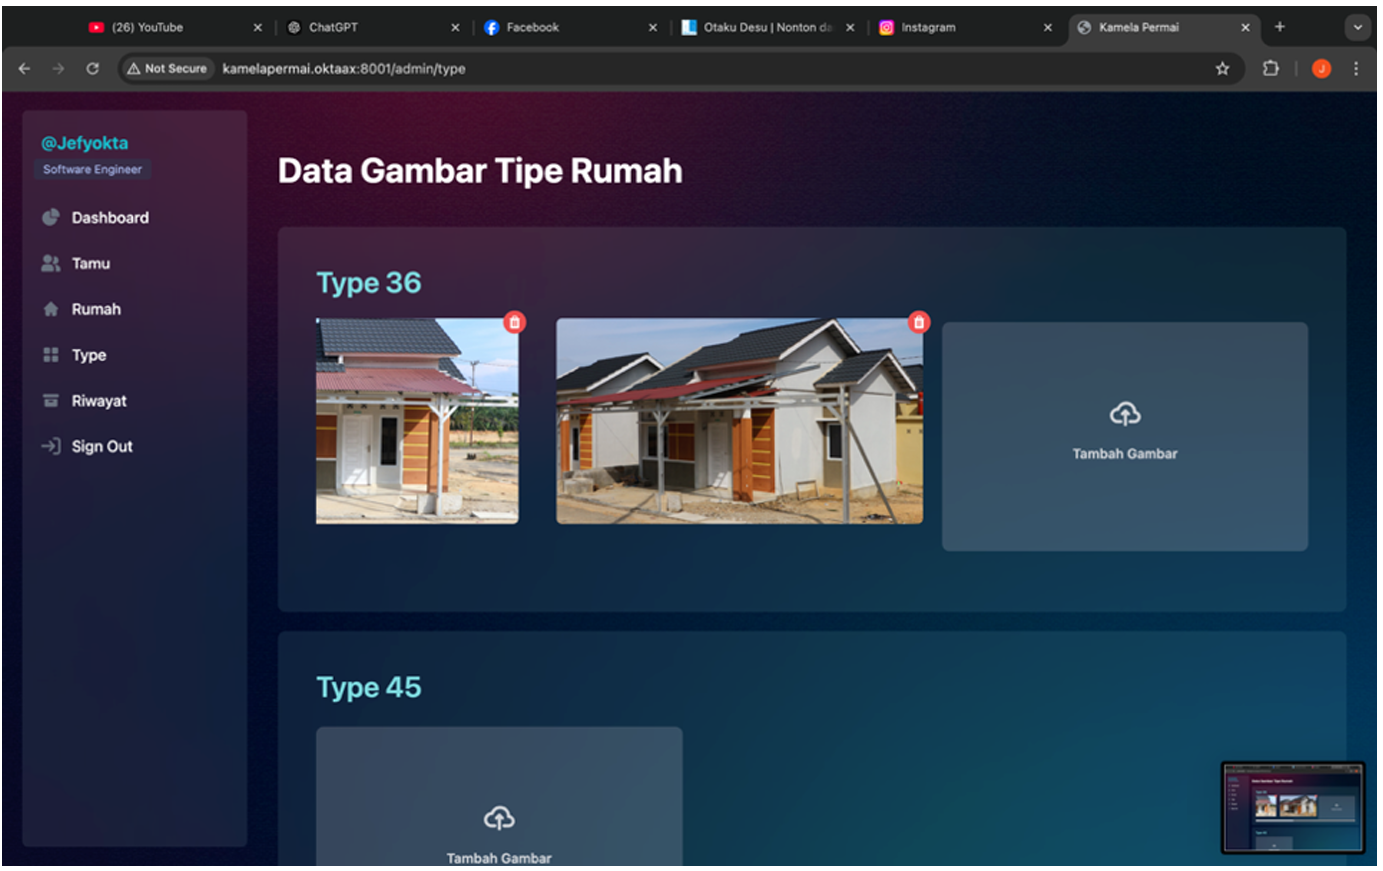 (26) YouTube
ChatGPT
Facebook
Otaku Desu | Nonton da
Instagram
Kamela Permai
Not Secure
kamelapermai.oktaax:8001/admin/type
J
@Jefyokta
Software Engineer
Dashboard
Tamu
Rumah
Type
Riwayat
Sign Out
Data Gambar Tipe Rumah
Type 36
Tambah Gambar
Type 45
Tambah Gambar